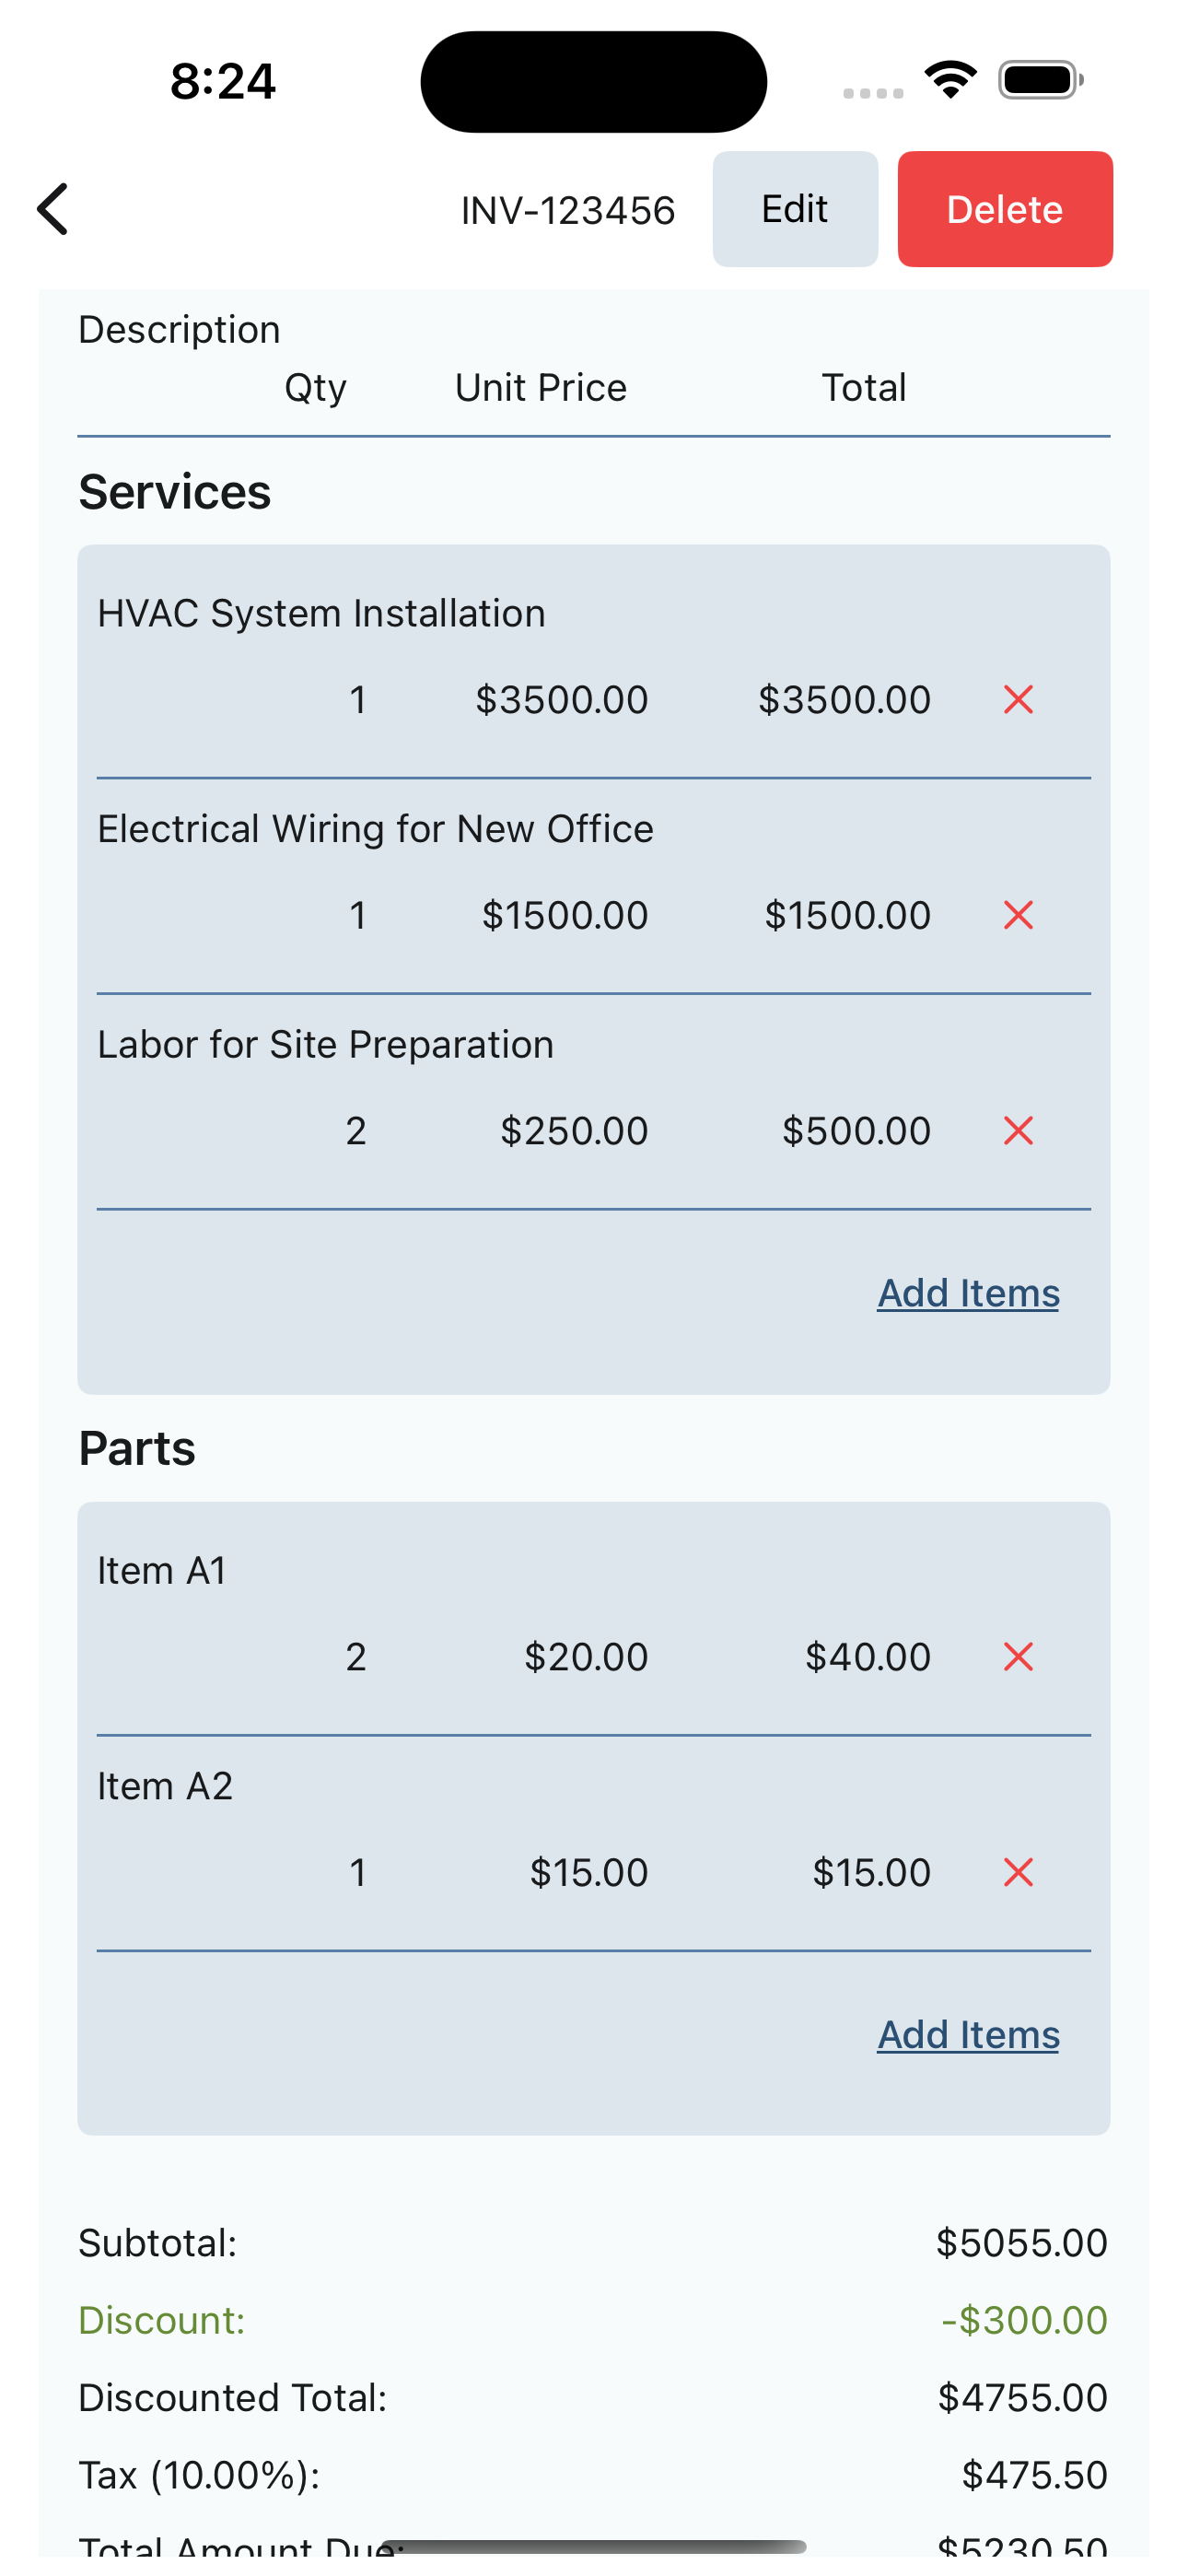 8:24
INV-123456 Edit Delete
Description
Qty Unit Price Total
Services
HVAC System Installation
1 $3500.00 $3500.00
Electrical Wiring for New Office
1 $1500.00 $1500.00
Labor for Site Preparation
2 $250.00 $500.00
Add Items
Parts
Item A1
2 $20.00 $40.00
Item A2
1 $15.00 $15.00
Add Items
Subtotal: $5055.00
Discount: -$300.00
Discounted Total: $4755.00
Tax (10.00%): $475.50
Total Amount Due: $5230.50